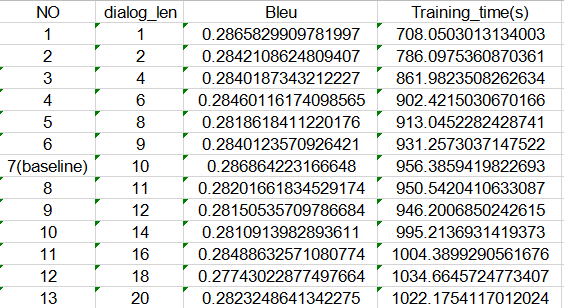 NO dialog_len Bleu Training_time(s)
1 1 0.2865829909781997 708.0503013134003
2 2 0.2842108624809407 786.0975360870361
3 4 0.2840187343212227 861.9823508262634
4 6 0.28460116174098565 902.4215030670166
5 8 0.2818618411220176 913.0452282428741
6 9 0.2840123570926421 931.2573037147522
7(baseline) 10 0.286864223166648 956.3859419822693
8 11 0.28201661834529174 950.5420410633087
9 12 0.28150535709786684 946.2006850242615
10 14 0.2810913982893611 995.2136931419373
11 16 0.28488632571080774 1004.3899290561676
12 18 0.27743022877497664 1034.6645724773407
13 20 0.2823248641342275 1022.1754117012024